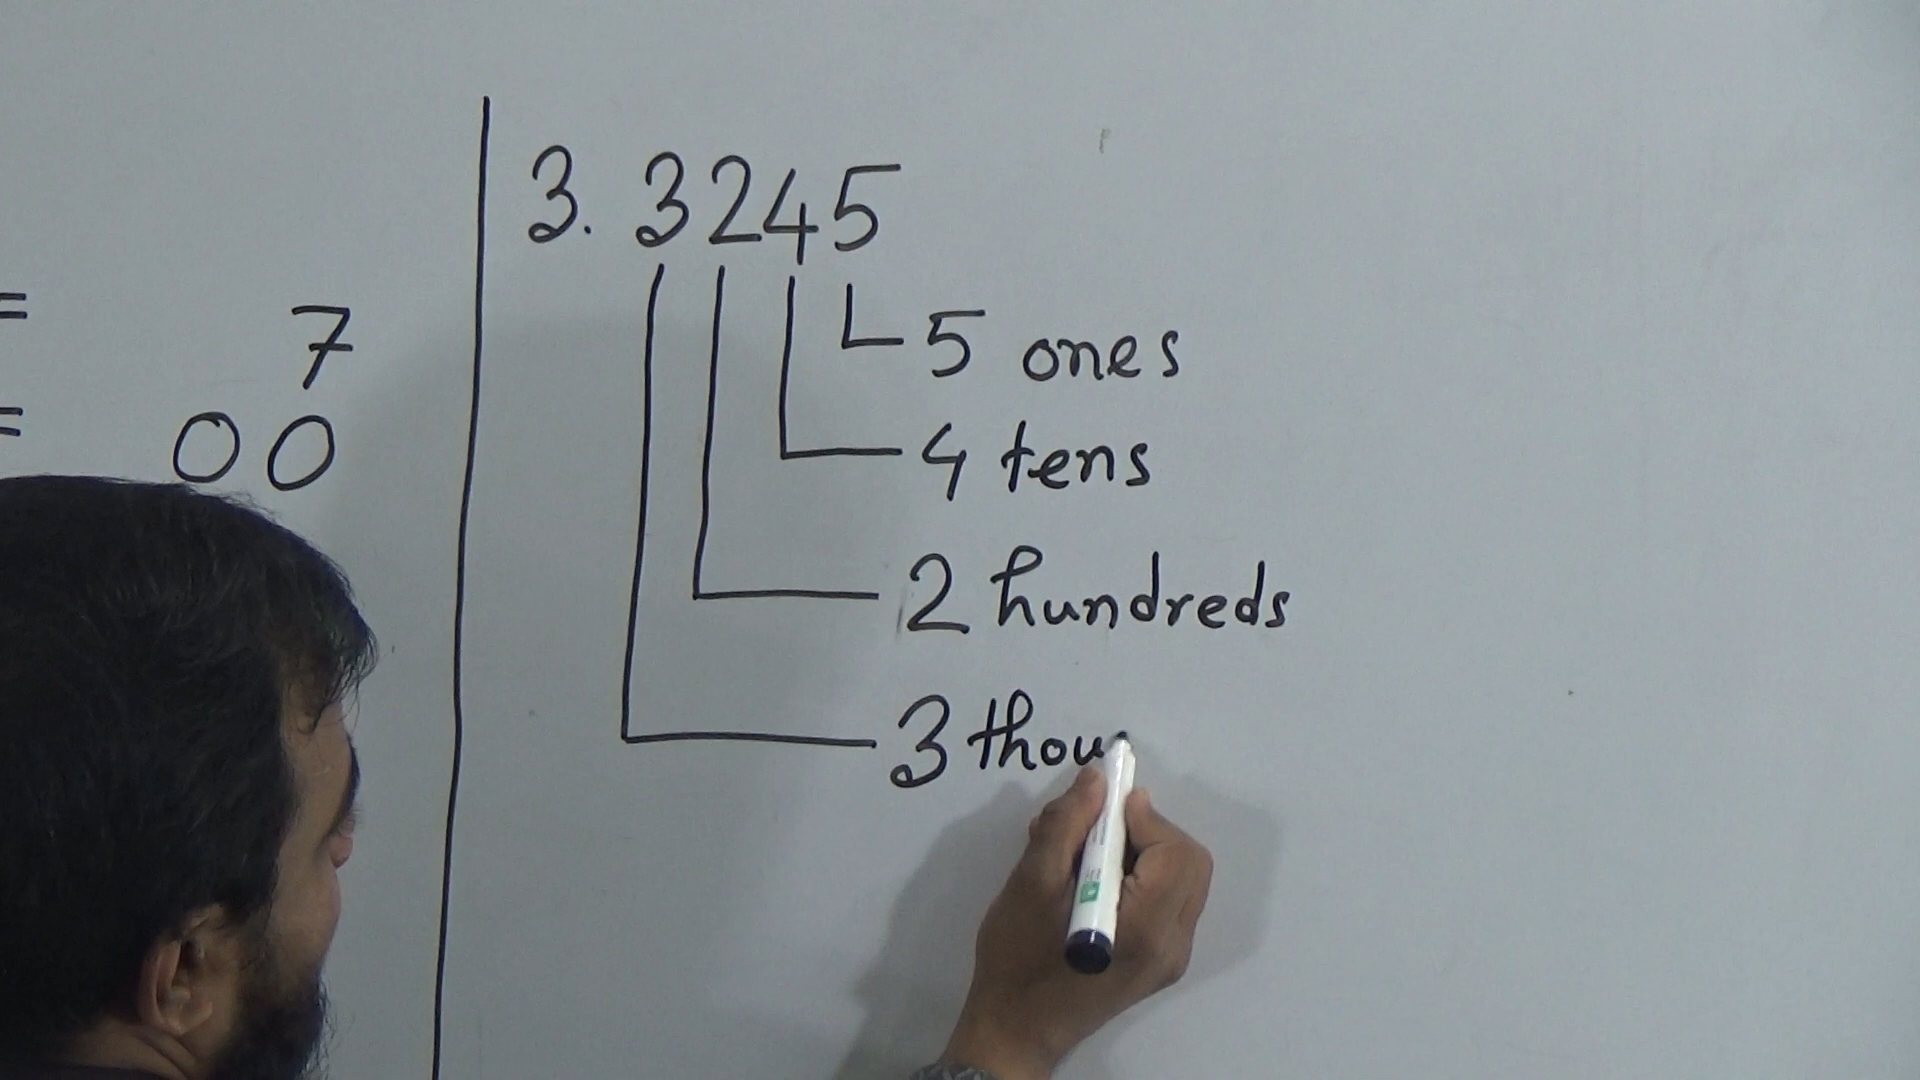 =
7
=
00
3. 3245
5 ones
4 tens
2 hundreds
3 thou